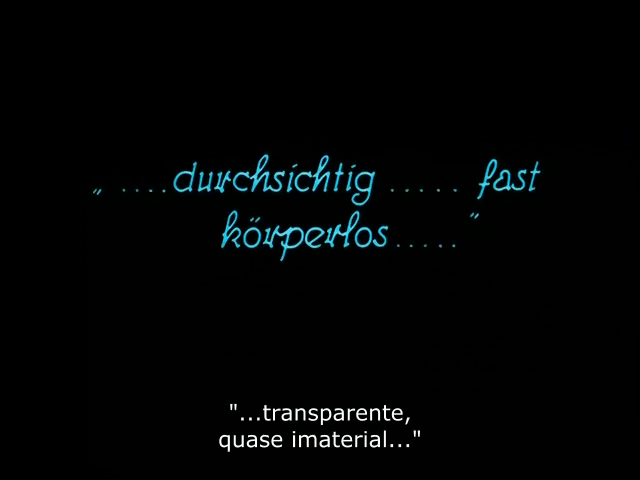 „ ....durchsichtig ..... fast
körperlos ....."
"...transparente,
quase imaterial..."